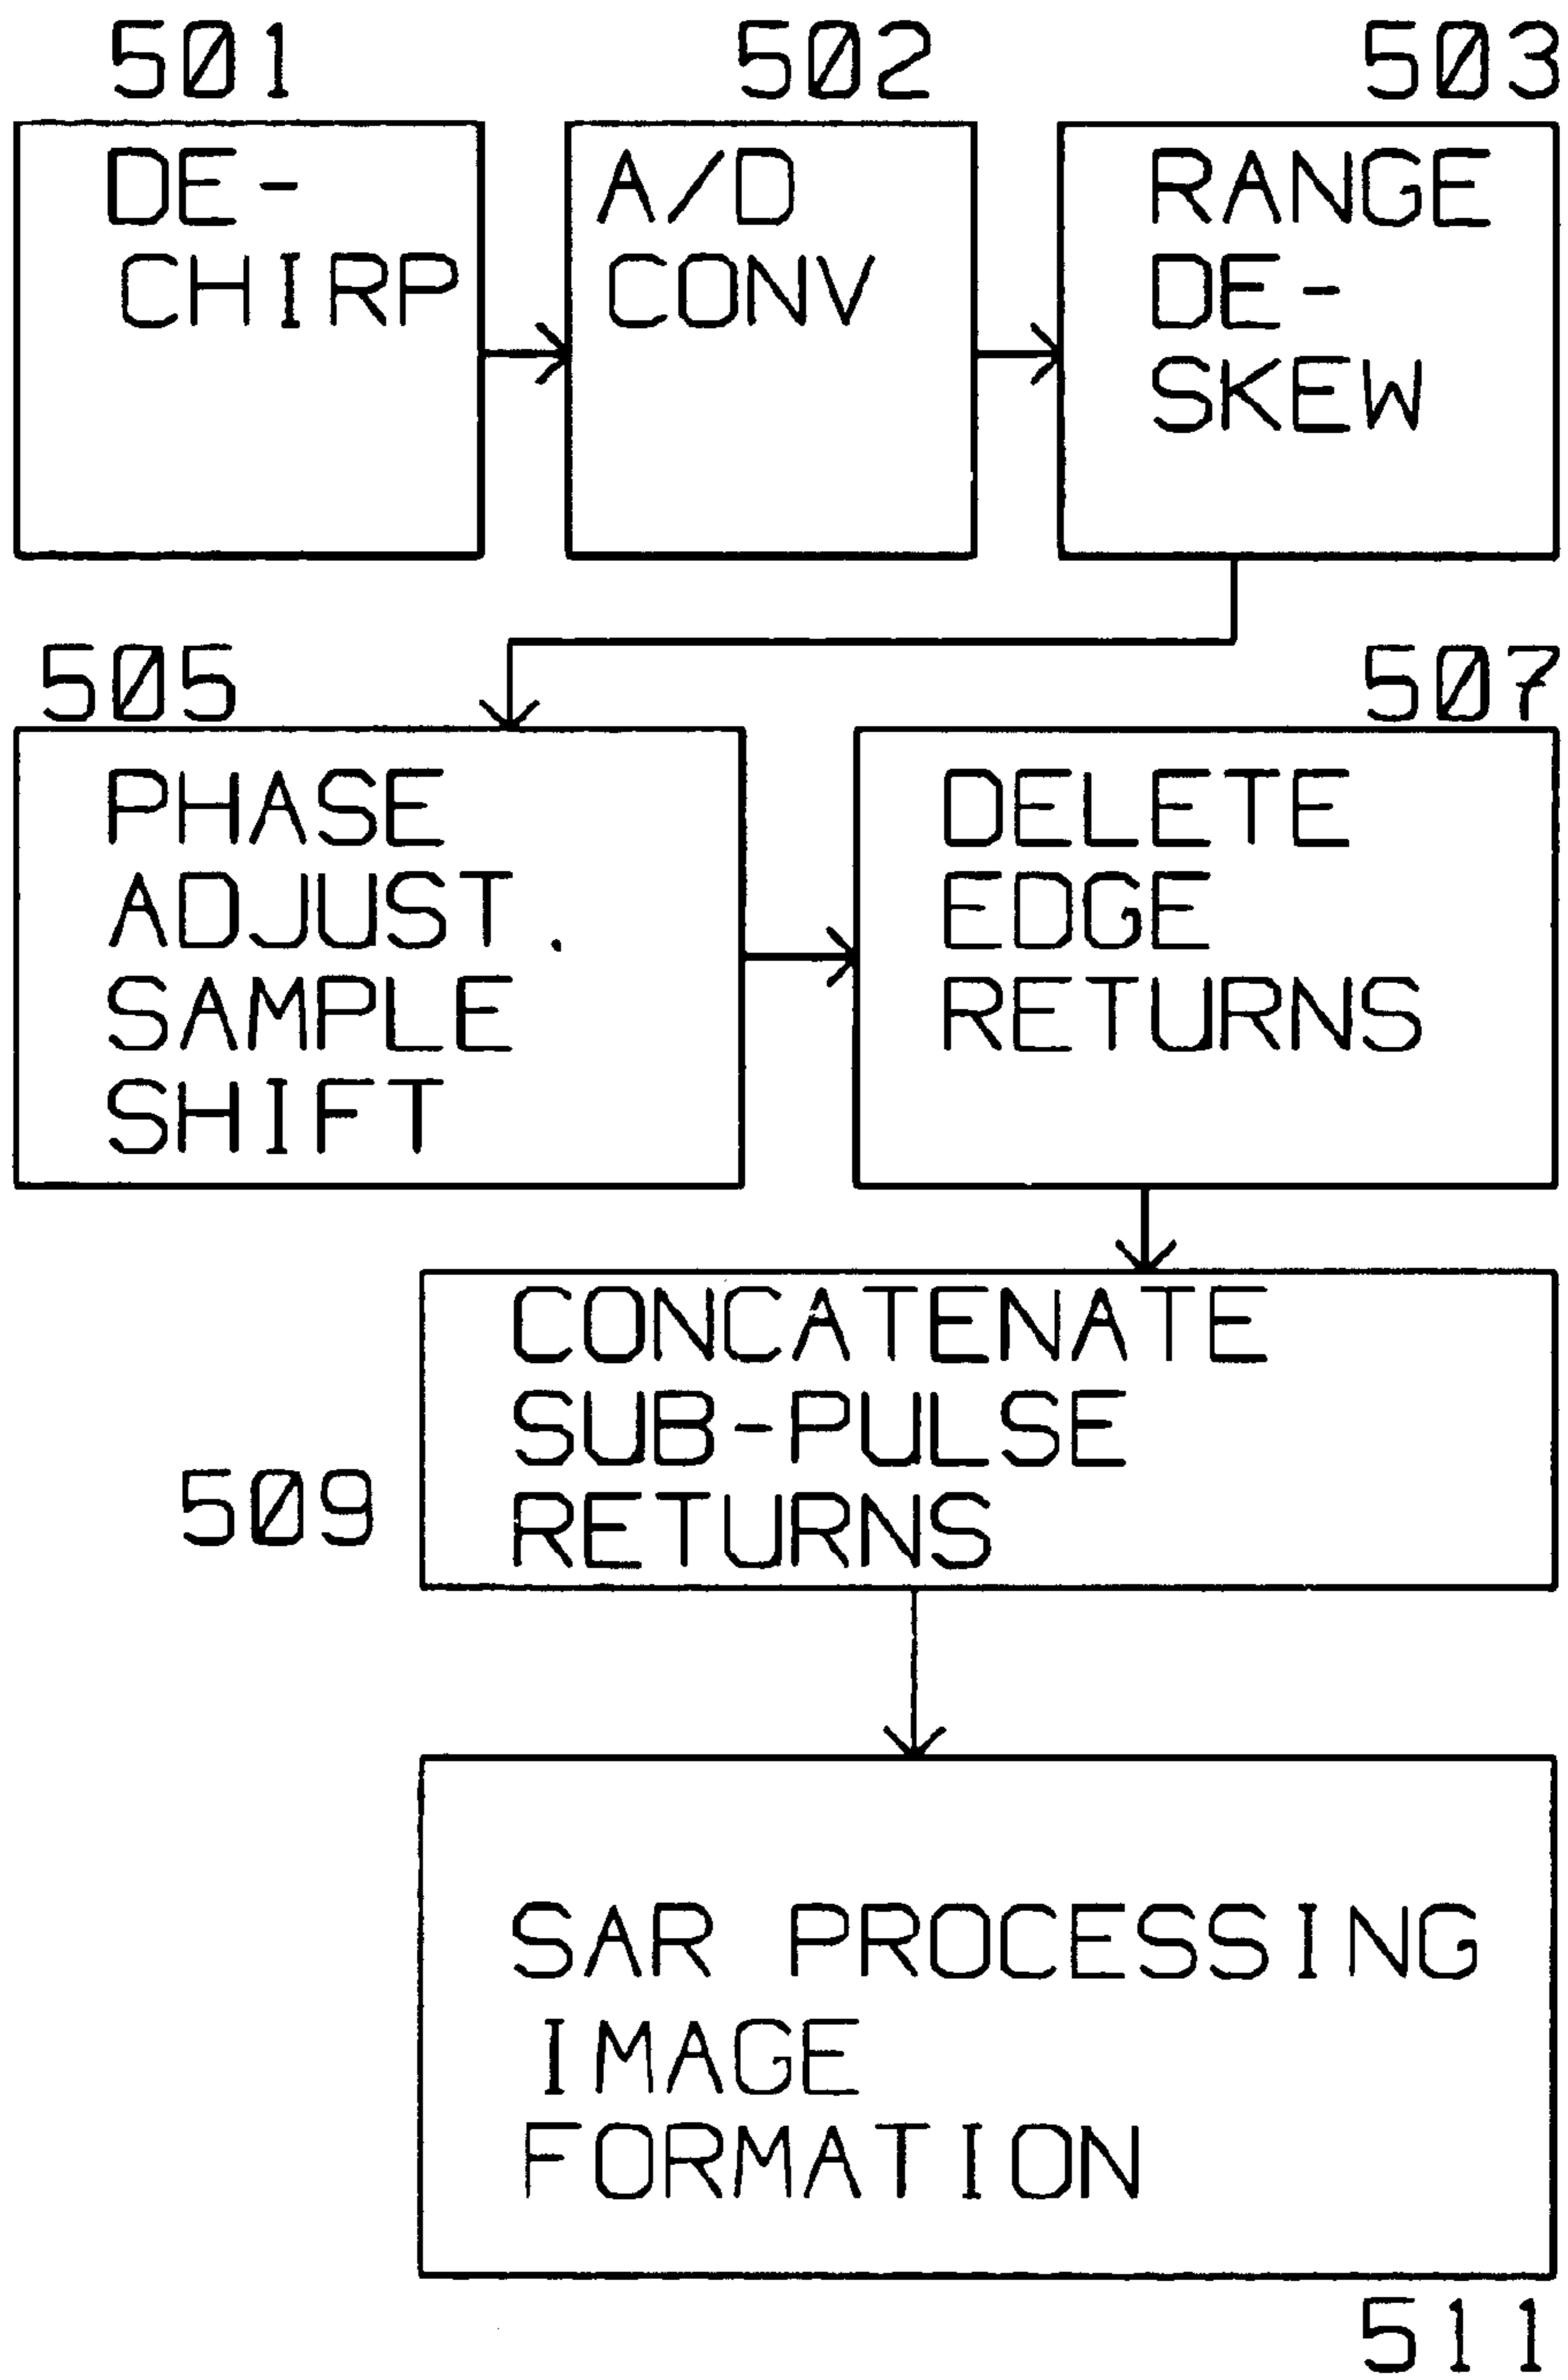 501
502
503
DE-
CHIRP
A/D
CONV
RANGE
DE-
SKEW
505
507
PHASE
ADJUST.
SAMPLE
SHIFT
DELETE
EDGE
RETURNS
509
CONCATENATE
SUB-PULSE
RETURNS
SAR PROCESSING
IMAGE
FORMATION
511